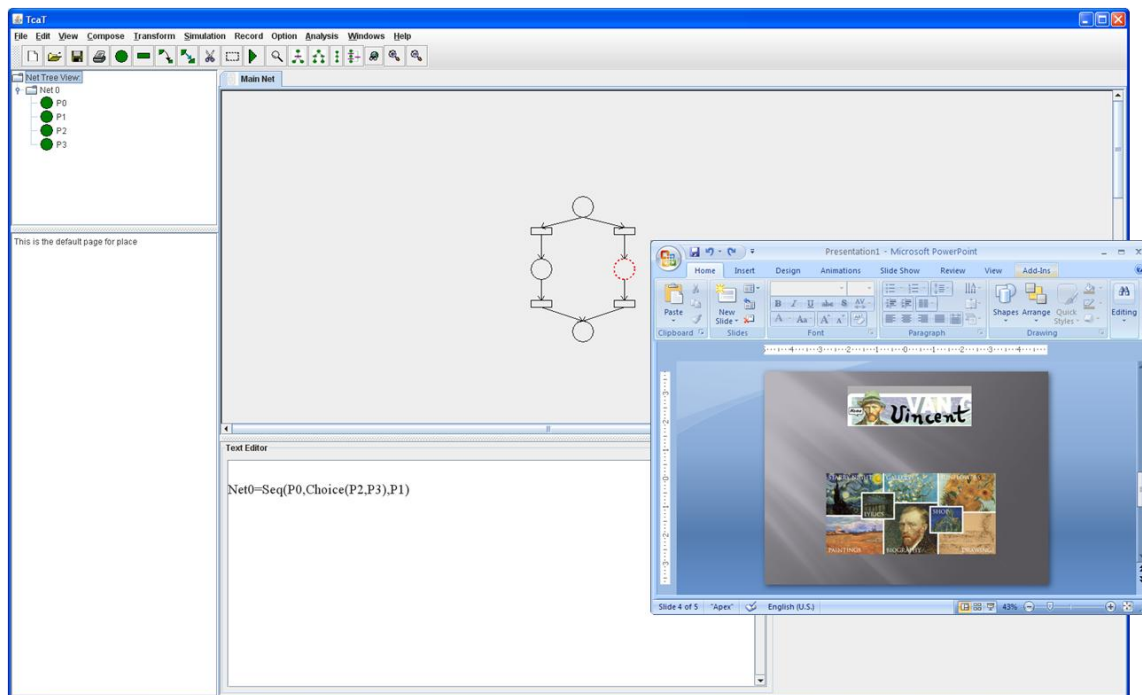 TcaT
File Edit View Compose Transform Simulation Record Option Analysis Windows Help
Net Tree View:
Net 0
P0
P1
P2
P3
This is the default page for place
Main Net
Text Editor
Net0=Seq(P0,Choice(P2,P3),P1)
Presentation1 - Microsoft PowerPoint
Home Insert Design Animations Slide Show Review View Add-Ins
Paste
New Slide
Shapes Arrange Quick Styles
Editing
Clipboard Slides Font Paragraph Drawing
VAN G
Vincent
STARRY NIGHT
LYRICS
SHOP
PAINTINGS BIOGRAPHY DRAWING
Slide 4 of 5 "Apex" English (U.S.) 43%